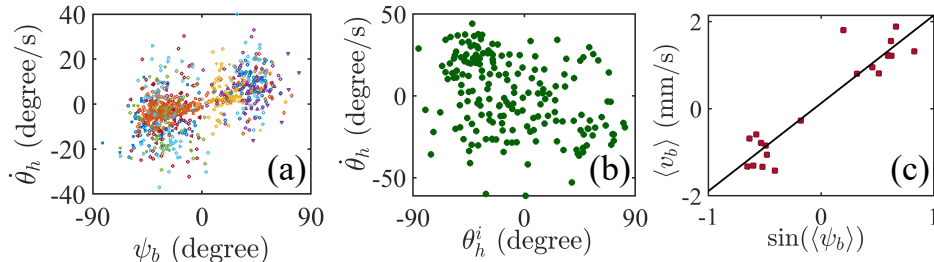 40
20
0
-20
-40
-90
0
90
θ̇_h (degree/s)
ψ_b (degree)
(a)
50
0
-50
-90
0
90
θ̇_h (degree/s)
θ_h^i (degree)
(b)
2
0
-2
-1
0
1
⟨v_b⟩ (mm/s)
sin(⟨ψ_b⟩)
(c)